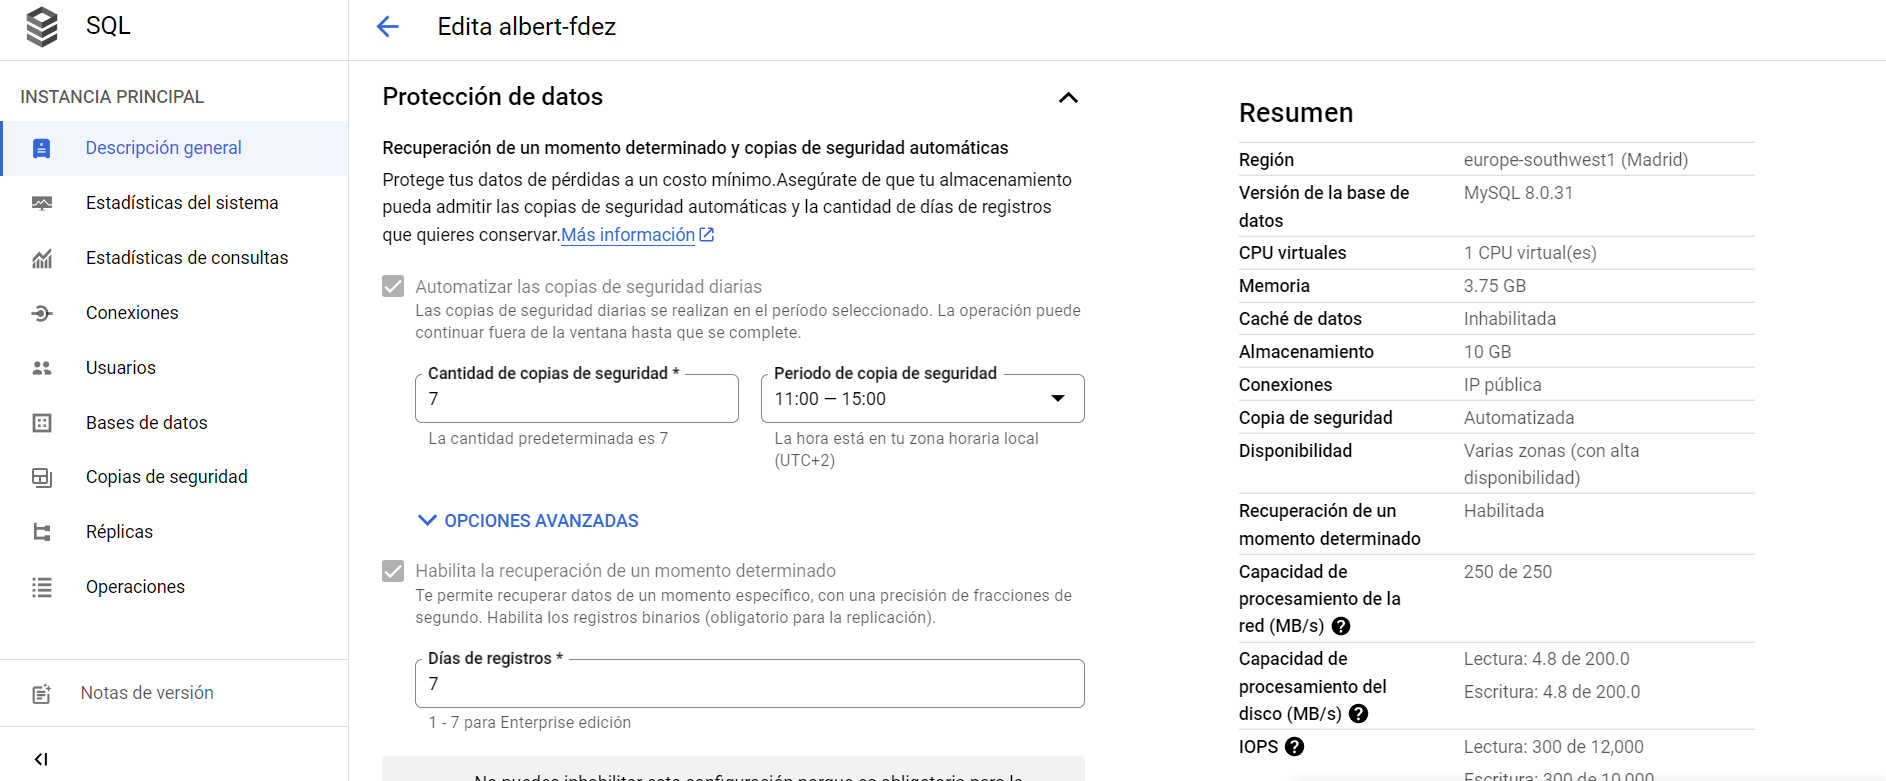 SQL
Edita albert-fdez
INSTANCIA PRINCIPAL
Descripción general
Estadísticas del sistema
Estadísticas de consultas
Conexiones
Usuarios
Bases de datos
Copias de seguridad
Réplicas
Operaciones
Notas de versión
Protección de datos
Recuperación de un momento determinado y copias de seguridad automáticas
Protege tus datos de pérdidas a un costo mínimo.Asegúrate de que tu almacenamiento
pueda admitir las copias de seguridad automáticas y la cantidad de días de registros
que quieres conservar.Más información
Automatizar las copias de seguridad diarias
Las copias de seguridad diarias se realizan en el período seleccionado. La operación puede
continuar fuera de la ventana hasta que se complete.
Cantidad de copias de seguridad *
7
La cantidad predeterminada es 7
Periodo de copia de seguridad
11:00 — 15:00
La hora está en tu zona horaria local
(UTC+2)
OPCIONES AVANZADAS
Habilita la recuperación de un momento determinado
Te permite recuperar datos de un momento específico, con una precisión de fracciones de
segundo. Habilita los registros binarios (obligatorio para la replicación).
Días de registros *
7
1 - 7 para Enterprise edición
No puedes inhabilitar esta configuración porque es obligatorio para la
Resumen
Región europe-southwest1 (Madrid)
Versión de la base de MySQL 8.0.31
datos
CPU virtuales 1 CPU virtual(es)
Memoria 3.75 GB
Caché de datos Inhabilitada
Almacenamiento 10 GB
Conexiones IP pública
Copia de seguridad Automatizada
Disponibilidad Varias zonas (con alta
disponibilidad)
Recuperación de un Habilitada
momento determinado
Capacidad de 250 de 250
procesamiento de la
red (MB/s)
Capacidad de Lectura: 4.8 de 200.0
procesamiento del Escritura: 4.8 de 200.0
disco (MB/s)
IOPS Lectura: 300 de 12,000
Escritura: 300 de 10,000